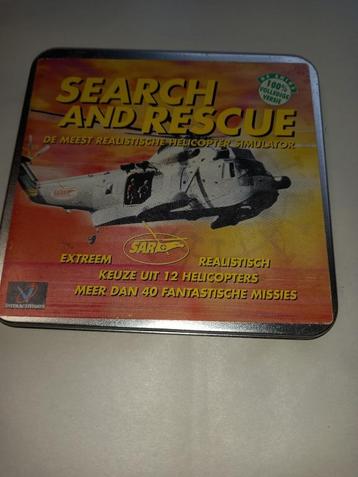 SEARCH
AND RESCUE
DE MEEST REALISTISCHE HELICOPTER SIMULATOR
100%
VOLLEDIGE
VERSIE
SAR
EXTREEM REALISTISCH
KEUZE UIT 12 HELICOPTERS
MEER DAN 40 FANTASTISCHE MISSIES